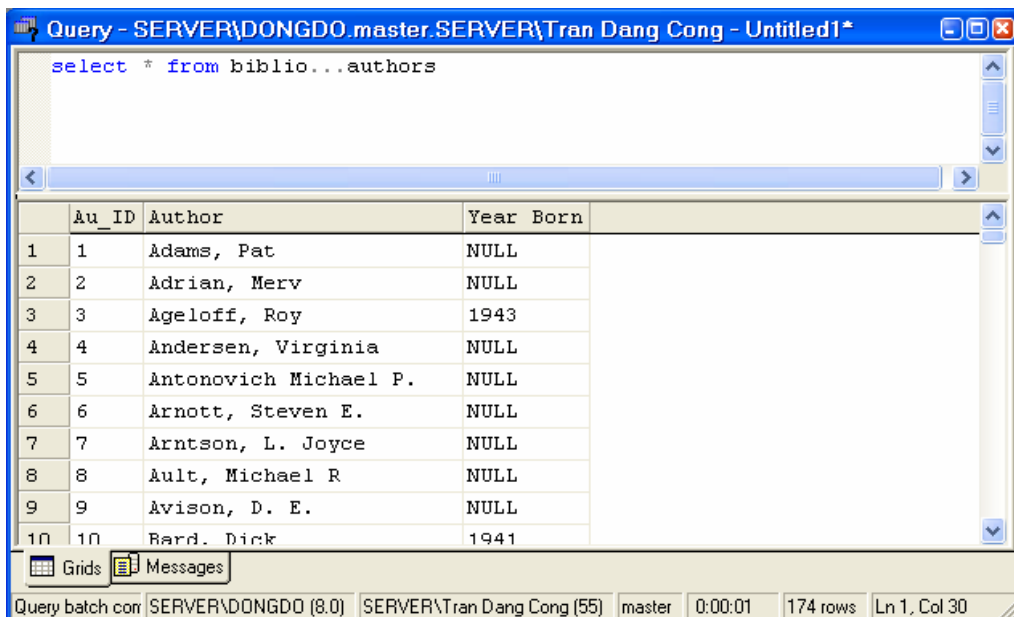 Query - SERVER\DONGDO.master.SERVER\Tran Dang Cong - Untitled1*
select * from biblio...authors
Au_ID Author Year Born
1 1 Adams, Pat NULL
2 2 Adrian, Merv NULL
3 3 Ageloff, Roy 1943
4 4 Andersen, Virginia NULL
5 5 Antonovich Michael P. NULL
6 6 Arnott, Steven E. NULL
7 7 Arntson, L. Joyce NULL
8 8 Ault, Michael R NULL
9 9 Avison, D. E. NULL
10 10 Bard, Dick 1941
Grids Messages
Query batch com SERVER\DONGDO (8.0) SERVER\Tran Dang Cong (55) master 0:00:01 174 rows Ln 1, Col 30